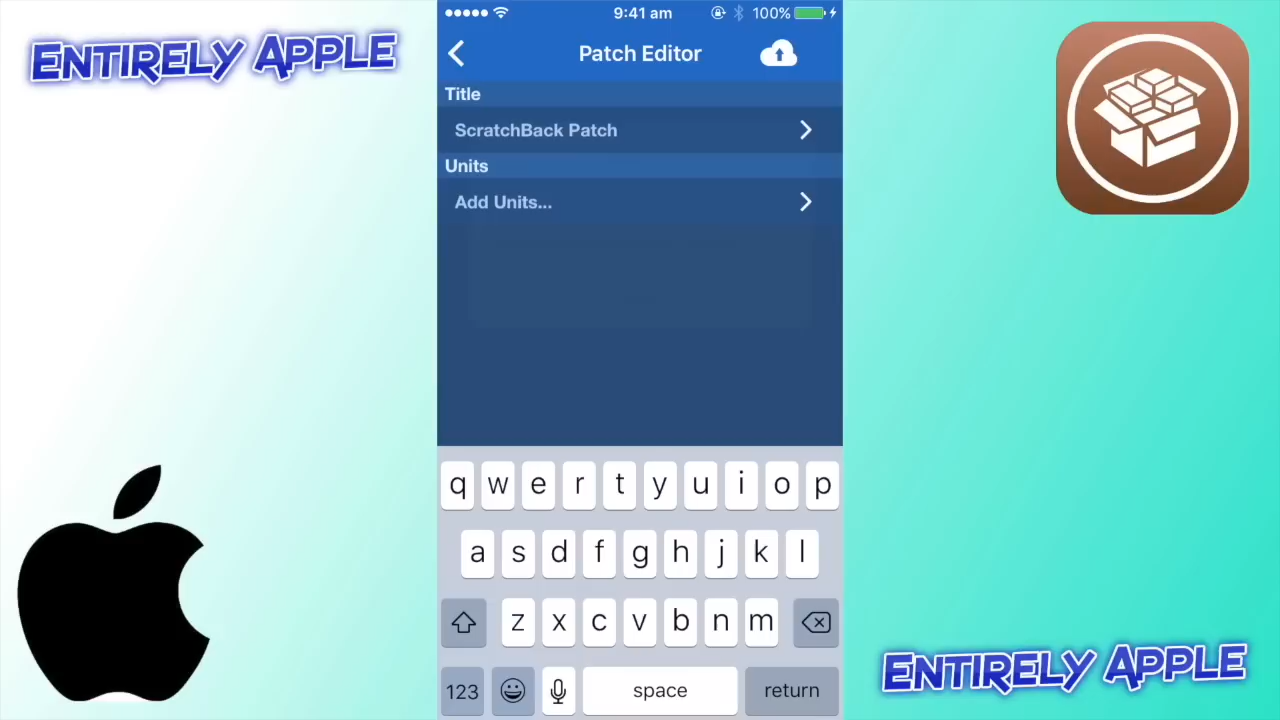 ENTIRELY APPLE
9:41 am
100%
Patch Editor
Title
ScratchBack Patch
Units
Add Units...
q w e r t y u i o p
a s d f g h j k l
z x c v b n m
123 space return
ENTIRELY APPLE